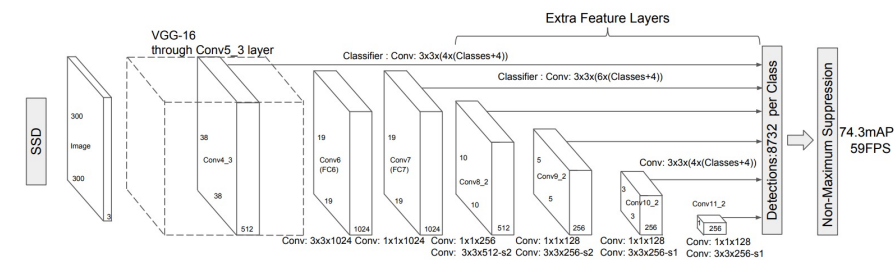 Extra Feature Layers
VGG-16
through Conv5_3 layer
Classifier : Conv: 3x3x(4x(Classes+4))
Classifier : Conv: 3x3x(6x(Classes+4))
Conv: 3x3x(4x(Classes+4))
SSD
300
Image
300
3
38
Conv4_3
38
512
19
Conv6
(FC6)
19
1024
19
Conv7
(FC7)
19
1024
10
Conv8_2
10
512
5
Conv9_2
5
256
3
Conv10_2
3
256
Conv11_2
1
256
Conv: 3x3x1024
Conv: 1x1x1024
Conv: 1x1x256
Conv: 3x3x512-s2
Conv: 1x1x128
Conv: 3x3x256-s2
Conv: 1x1x128
Conv: 3x3x256-s1
Conv: 1x1x128
Conv: 3x3x256-s1
Detections:8732 per Class
Non-Maximum Suppression
74.3mAP
59FPS